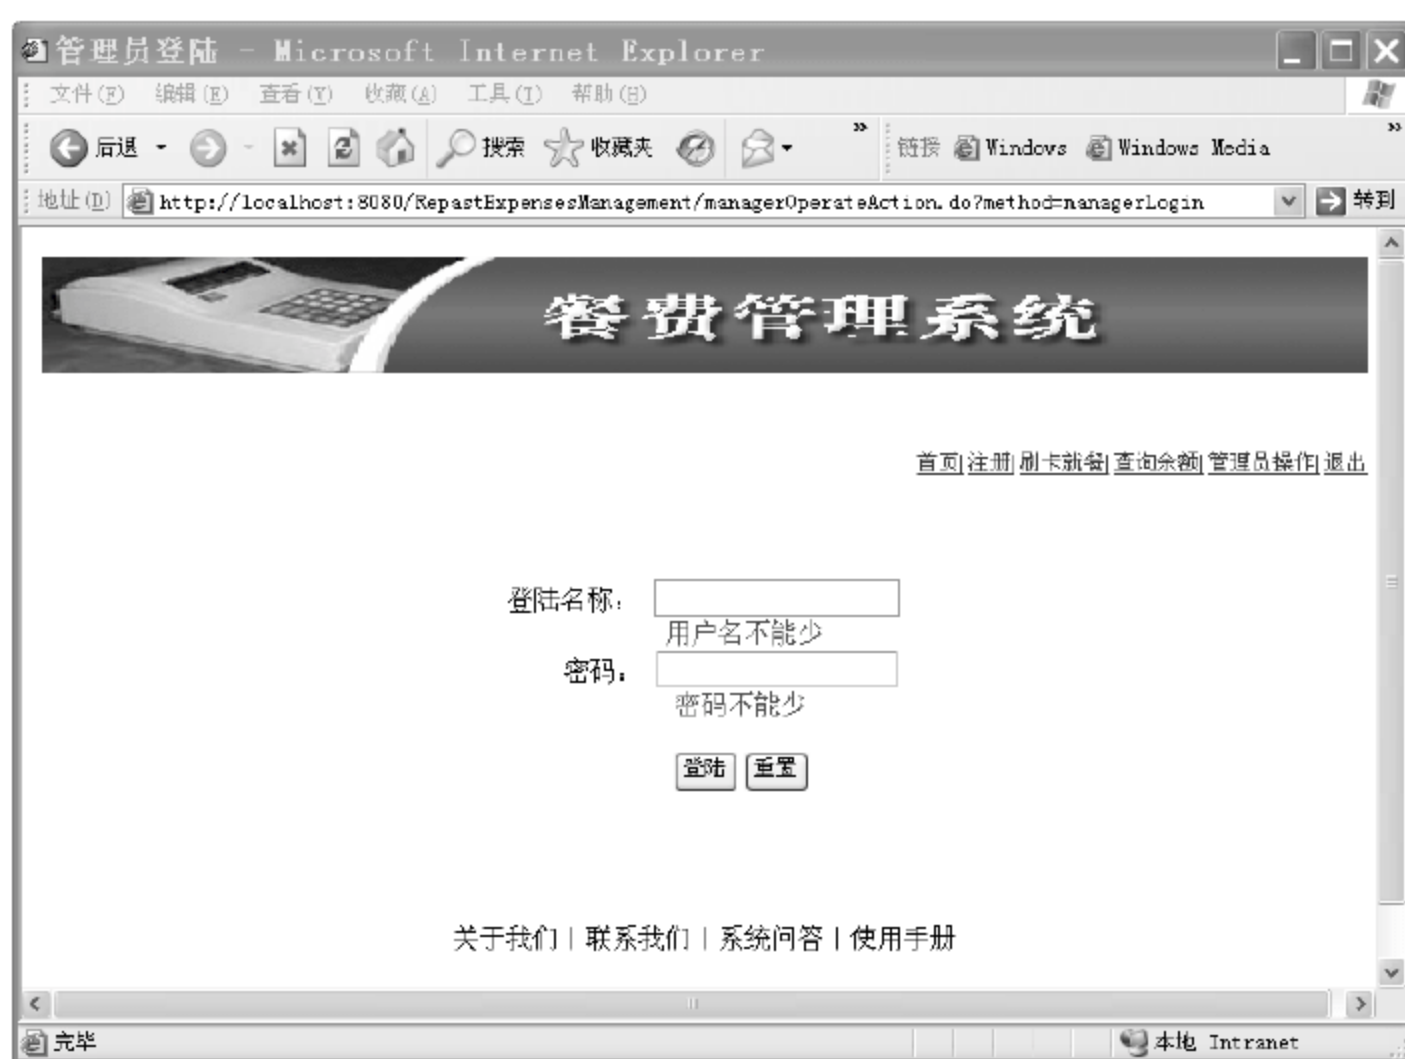 管理员登陆 - Microsoft Internet Explorer
文件(F) 编辑(E) 查看(V) 收藏(A) 工具(T) 帮助(H)
后退 搜索 收藏夹 » 链接 Windows Windows Media »
地址(D) http://localhost:8080/RepastExpensesManagement/managerOperateAction.do?method=managerLogin 转到
餐费管理系统
首页| 注册| 刷卡就餐| 查询余额| 管理员操作| 退出
登陆名称：
用户名不能少
密码：
密码不能少
登陆 重置
关于我们 | 联系我们 | 系统问答 | 使用手册
完毕 本地 Intranet